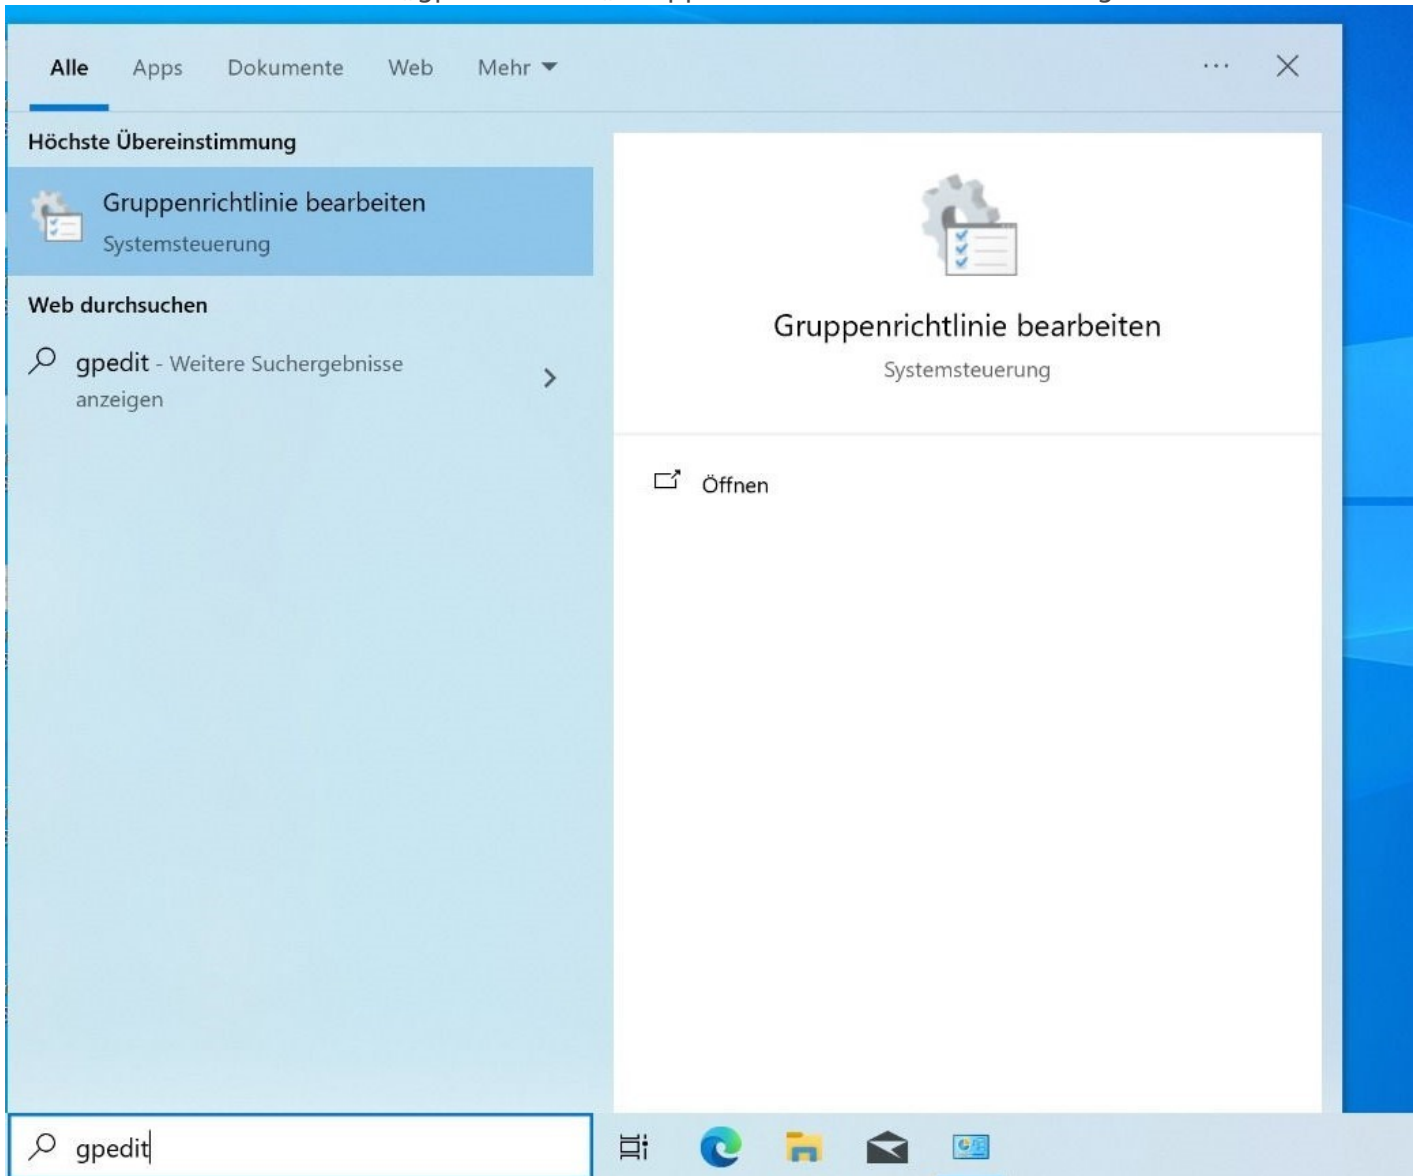 Alle Apps Dokumente Web Mehr
Höchste Übereinstimmung
Gruppenrichtlinie bearbeiten
Systemsteuerung
Web durchsuchen
gpedit - Weitere Suchergebnisse
anzeigen
Gruppenrichtlinie bearbeiten
Systemsteuerung
Öffnen
gpedit